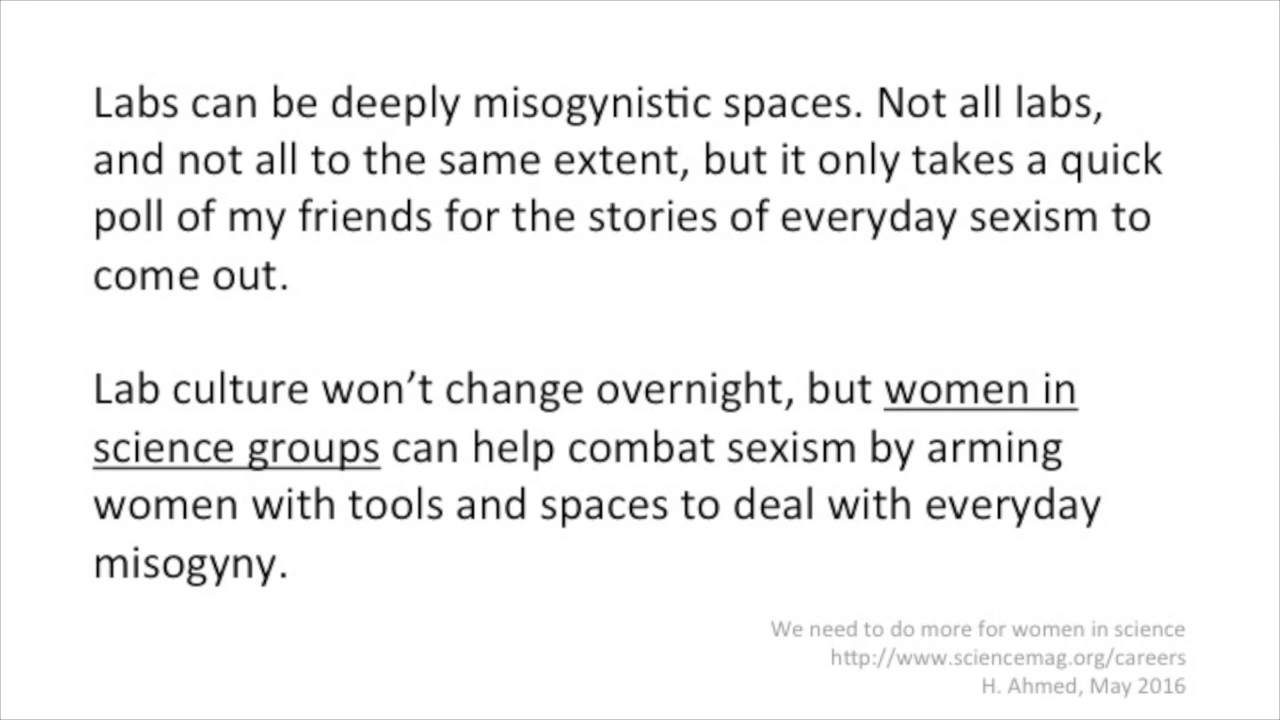 Labs can be deeply misogynistic spaces. Not all labs,
and not all to the same extent, but it only takes a quick
poll of my friends for the stories of everyday sexism to
come out.
Lab culture won’t change overnight, but women in
science groups can help combat sexism by arming
women with tools and spaces to deal with everyday
misogyny.
We need to do more for women in science
http://www.sciencemag.org/careers
H. Ahmed, May 2016